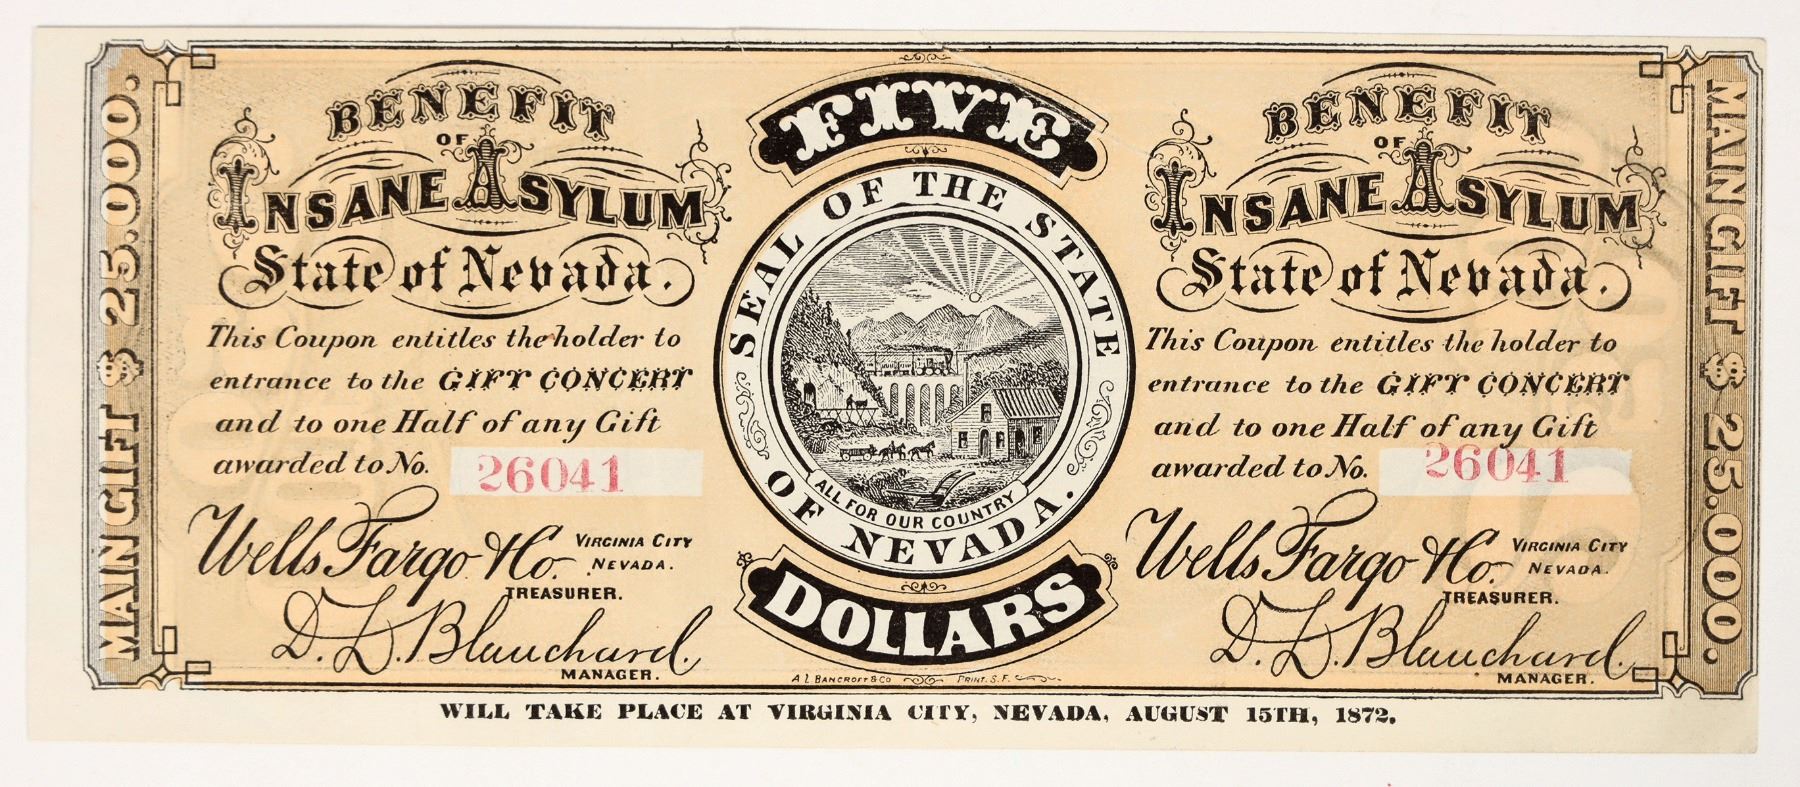 MAIN GIFT $ 25.000.
BENEFIT
OF
INSANE ASYLUM
State of Nevada.
This Coupon entitles the holder to
entrance to the GIFT CONCERT
and to one Half of any Gift
awarded to No. 26041
Wells Fargo & Co. VIRGINIA CITY
NEVADA.
TREASURER.
D. L. Blanchard.
MANAGER.
FIVE
SEAL OF THE STATE
OF NEVADA.
ALL FOR OUR COUNTRY
DOLLARS
A L BANCROFT & CO PRINT. S. F.
BENEFIT
OF
INSANE ASYLUM
State of Nevada.
This Coupon entitles the holder to
entrance to the GIFT CONCERT
and to one Half of any Gift
awarded to No. 26041
Wells Fargo & Co. VIRGINIA CITY
NEVADA.
TREASURER.
D. L. Blanchard.
MANAGER.
MAIN GIFT $ 25.000.
WILL TAKE PLACE AT VIRGINIA CITY, NEVADA, AUGUST 15TH, 1872.